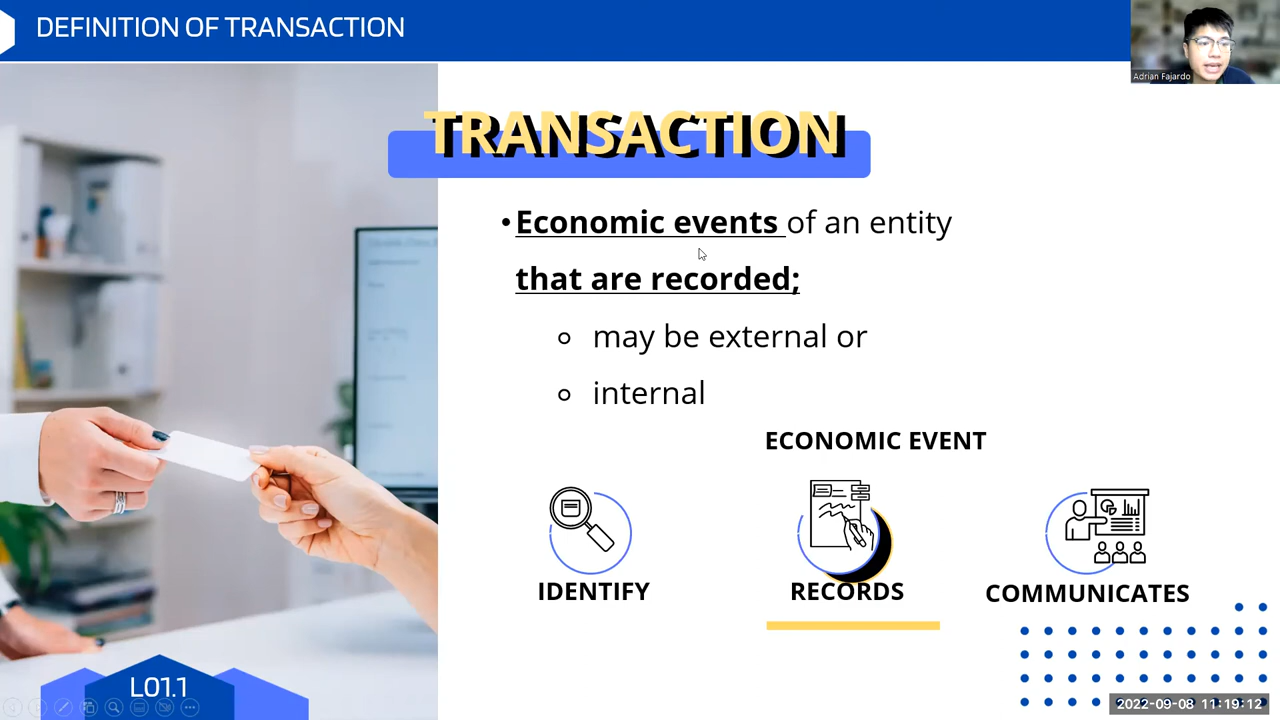 DEFINITION OF TRANSACTION
Adrian Fajardo
TRANSACTION
• Economic events of an entity
that are recorded;
○ may be external or
○ internal
ECONOMIC EVENT
IDENTIFY
RECORDS
COMMUNICATES
LO1.1
2022-09-08 11:19:12